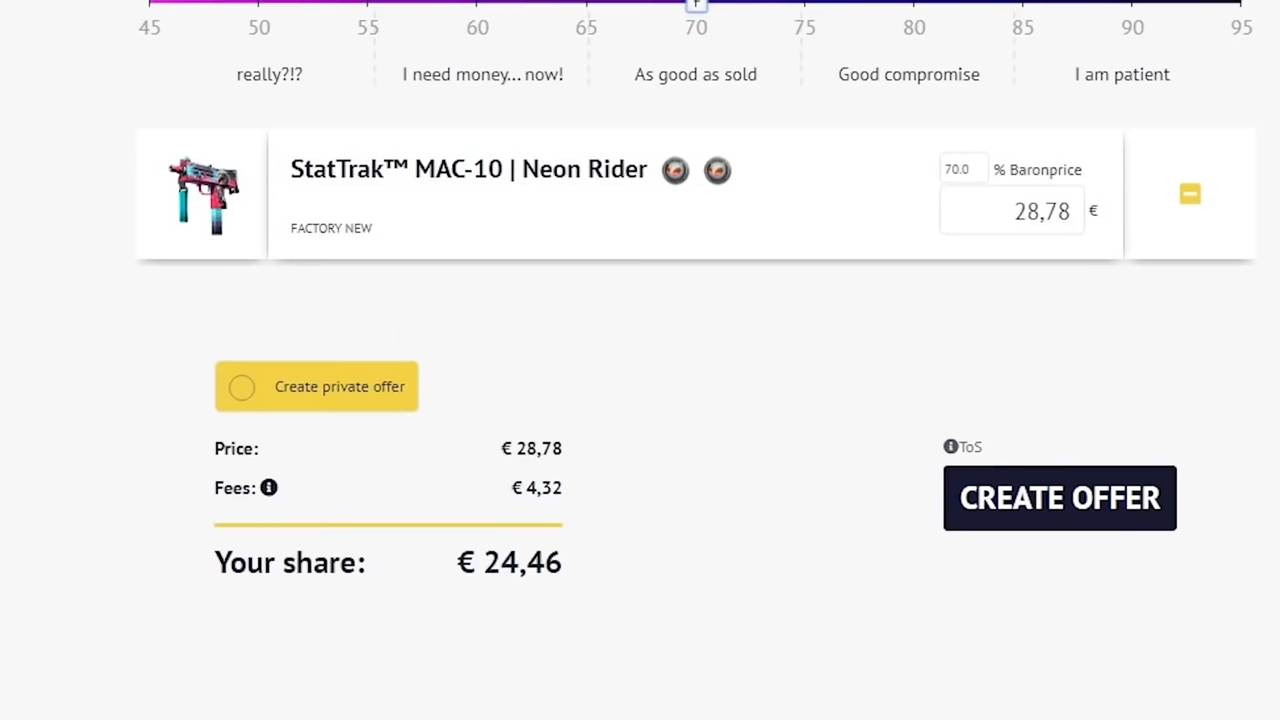 45 50 55 60 65 70 75 80 85 90 95
really?!? I need money... now! As good as sold Good compromise I am patient
StatTrak™ MAC-10 | Neon Rider
70.0 % Baronprice
28,78 €
FACTORY NEW
Create private offer
Price: € 28,78
Fees: € 4,32
Your share: € 24,46
ToS
CREATE OFFER